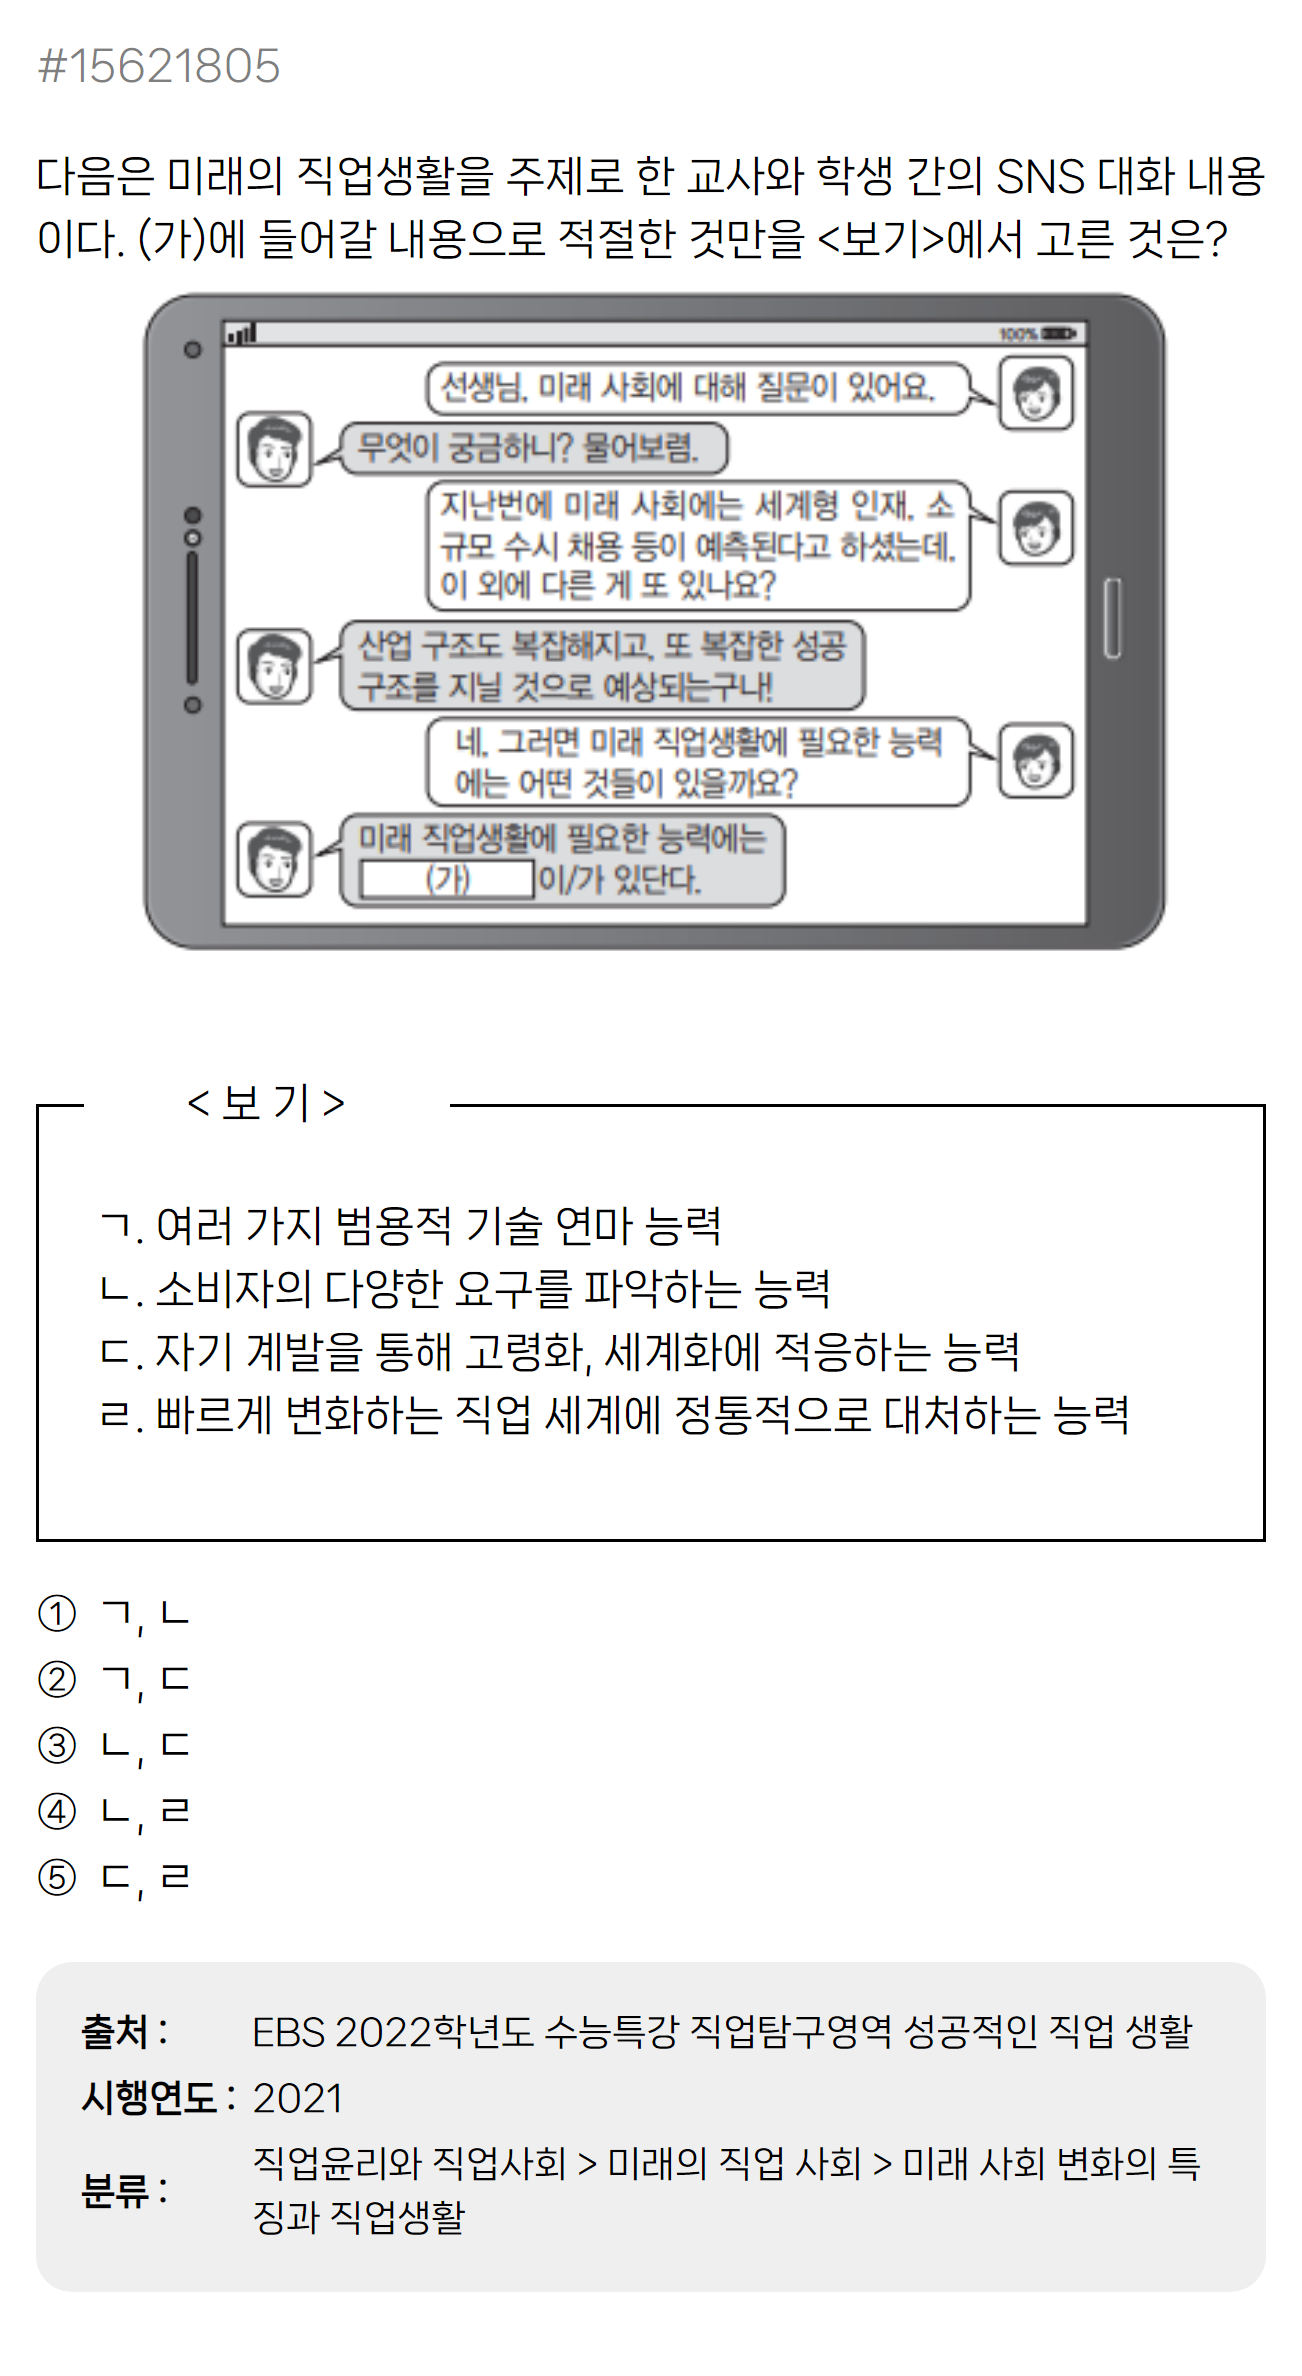 #15621805
다음은 미래의 직업생활을 주제로 한 교사와 학생 간의 SNS 대화 내용
이다. (가)에 들어갈 내용으로 적절한 것만을 <보기>에서 고른 것은?
100%
선생님, 미래 사회에 대해 질문이 있어요.
무엇이 궁금하니? 물어보렴.
지난번에 미래 사회에는 세계형 인재, 소
규모 수시 채용 등이 예측된다고 하셨는데,
이 외에 다른 게 또 있나요?
산업 구조도 복잡해지고, 또 복잡한 성공
구조를 지닐 것으로 예상되는구나!
네, 그러면 미래 직업생활에 필요한 능력
에는 어떤 것들이 있을까요?
미래 직업생활에 필요한 능력에는
(가) 이/가 있단다.
< 보 기 >
ㄱ. 여러 가지 범용적 기술 연마 능력
ㄴ. 소비자의 다양한 요구를 파악하는 능력
ㄷ. 자기 계발을 통해 고령화, 세계화에 적응하는 능력
ㄹ. 빠르게 변화하는 직업 세계에 정통적으로 대처하는 능력
① ㄱ, ㄴ
② ㄱ, ㄷ
③ ㄴ, ㄷ
④ ㄴ, ㄹ
⑤ ㄷ, ㄹ
출처 : EBS 2022학년도 수능특강 직업탐구영역 성공적인 직업 생활
시행연도 : 2021
분류 : 직업윤리와 직업사회 > 미래의 직업 사회 > 미래 사회 변화의 특
징과 직업생활